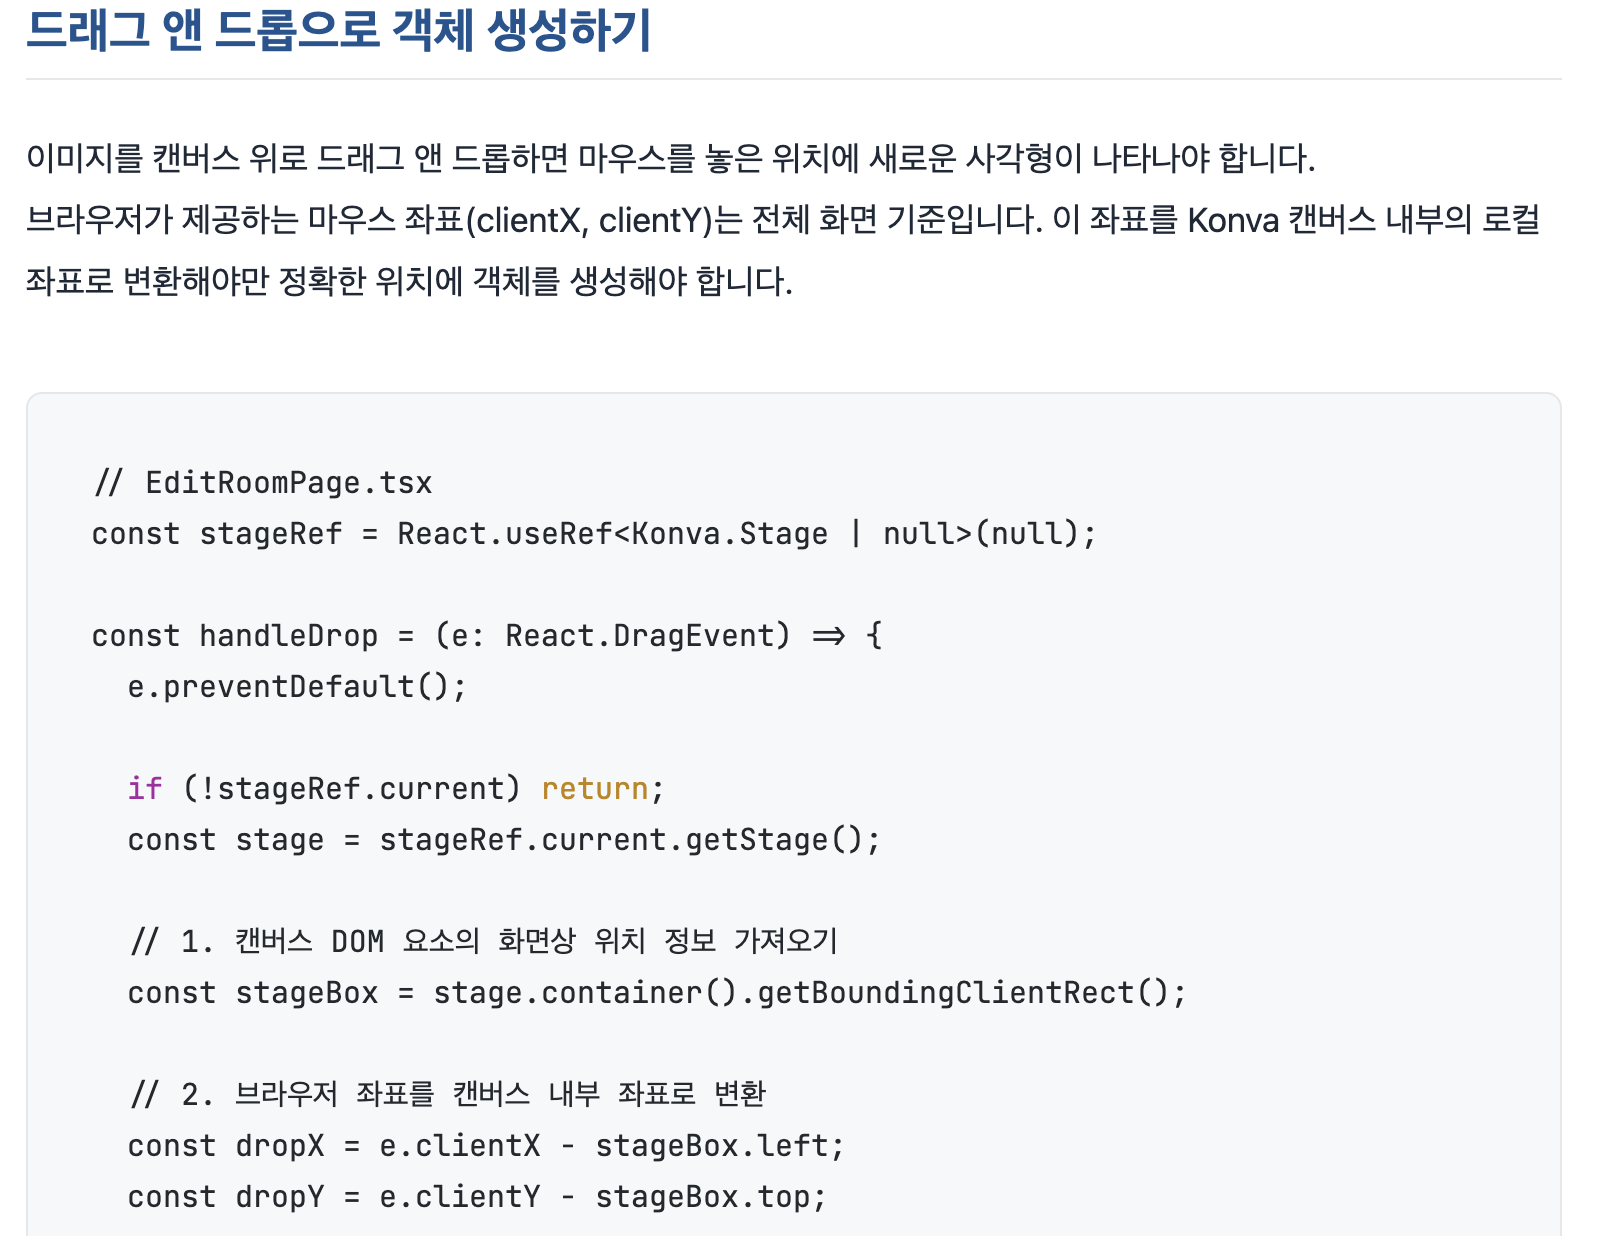 드래그 앤 드롭으로 객체 생성하기
이미지를 캔버스 위로 드래그 앤 드롭하면 마우스를 놓은 위치에 새로운 사각형이 나타나야 합니다.
브라우저가 제공하는 마우스 좌표(clientX, clientY)는 전체 화면 기준입니다. 이 좌표를 Konva 캔버스 내부의 로컬
좌표로 변환해야만 정확한 위치에 객체를 생성해야 합니다.
// EditRoomPage.tsx
const stageRef = React.useRef<Konva.Stage | null>(null);
const handleDrop = (e: React.DragEvent) => {
  e.preventDefault();
  if (!stageRef.current) return;
  const stage = stageRef.current.getStage();
  // 1. 캔버스 DOM 요소의 화면상 위치 정보 가져오기
  const stageBox = stage.container().getBoundingClientRect();
  // 2. 브라우저 좌표를 캔버스 내부 좌표로 변환
  const dropX = e.clientX - stageBox.left;
  const dropY = e.clientY - stageBox.top;